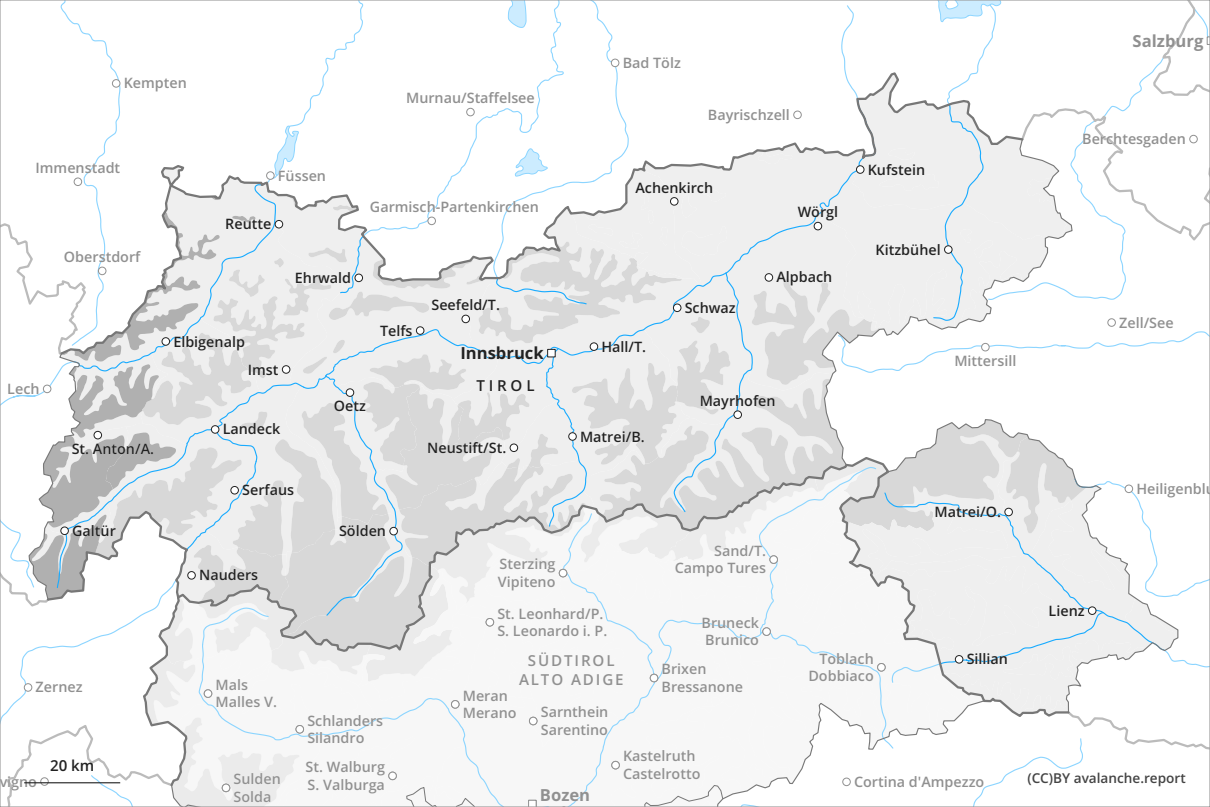 Salzburg
Bad Tölz
Kempten
Murnau/Staffelsee
Bayrischzell
Berchtesgaden
Immenstadt
Füssen
Kufstein
Achenkirch
Garmisch-Partenkirchen
Wörgl
Reutte
Kitzbühel
Oberstdorf
Ehrwald
Alpbach
Seefeld/T.
Schwaz
Zell/See
Telfs
Elbigenalp
Hall/T.
Innsbruck
Mittersill
Imst
TIROL
Lech
Oetz
Mayrhofen
Landeck
Matrei/B.
St. Anton/A.
Neustift/St.
Serfaus
Heiligenblu
Matrei/O.
Galtür
Sölden
Sand/T.
Campo Tures
Sterzing
Vipiteno
Nauders
Lienz
St. Leonhard/P.
S. Leonardo i. P.
Bruneck
Brunico
SÜDTIROL
ALTO ADIGE
Sillian
Toblach
Dobbiaco
Brixen
Bressanone
Zernez
Mals
Malles V.
Meran
Merano
Sarnthein
Sarentino
Schlanders
Silandro
Kastelruth
Castelrotto
St. Walburg
S. Valburga
20 km
vigno
Sulden
Solda
Cortina d'Ampezzo
(CC)BY avalanche.report
Bozen